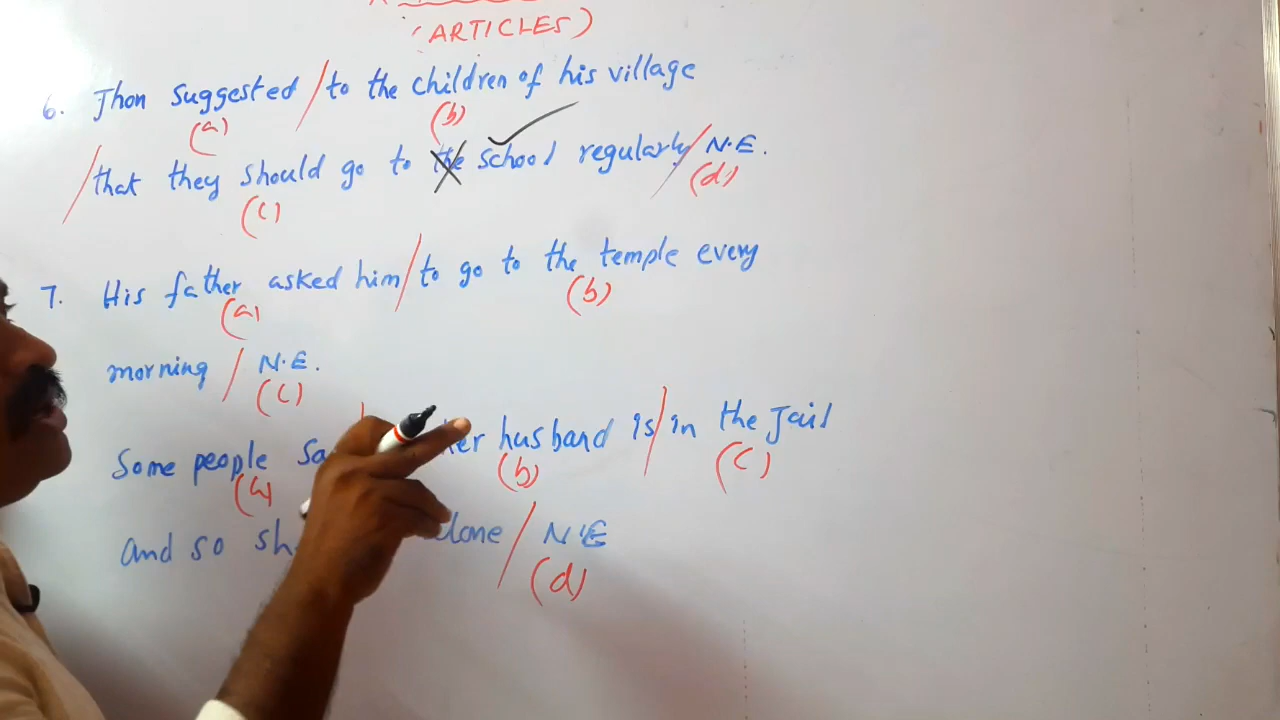 (ARTICLES)
6. Jhon suggested / to the children of his village
(a) (b)
/ that they should go to the school regularly / N.E.
(c) (d)
7. His father asked him / to go to the temple every
(a) (b)
morning / N.E.
(c)
Some people husband is / in the Jail
(a) (b) (c)
and so / N.E
(d)